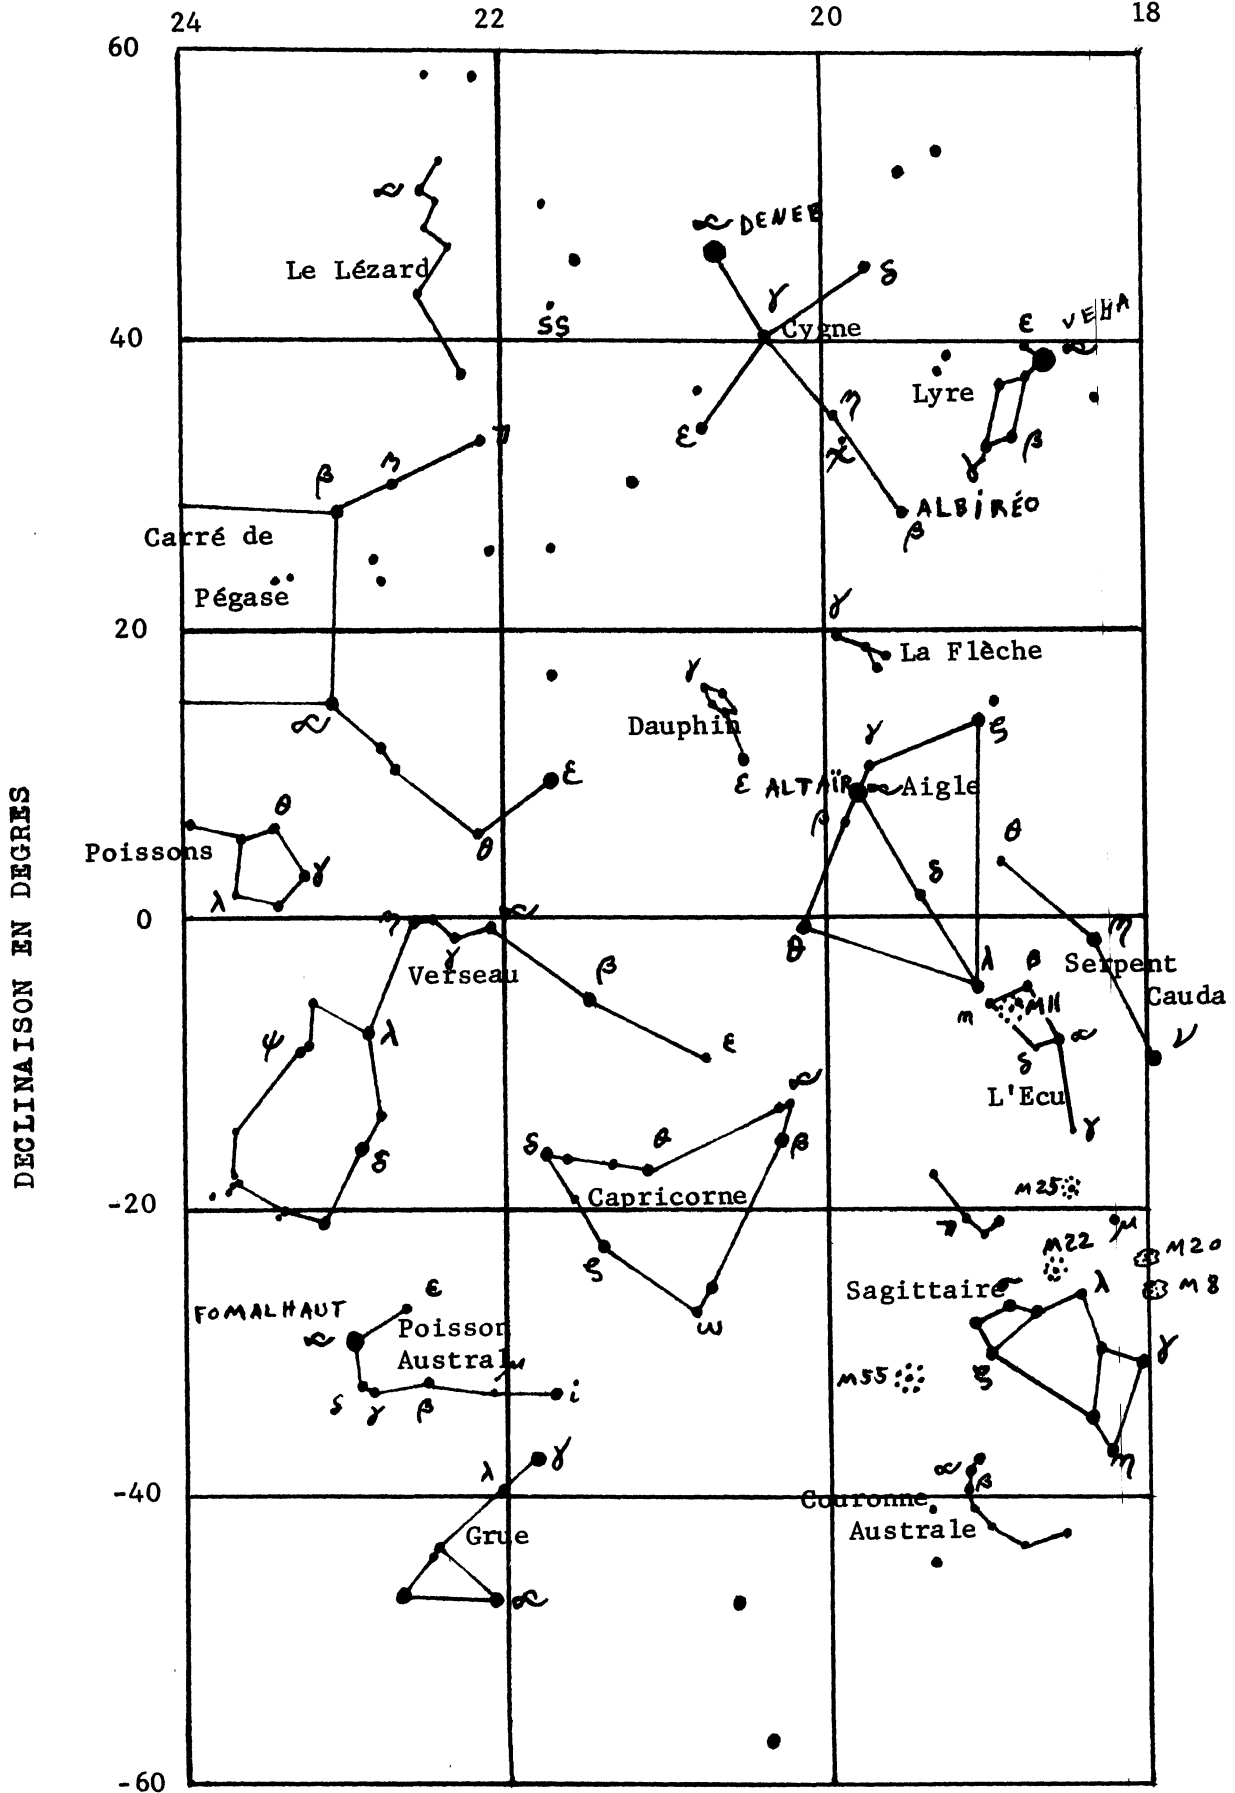 24 22 20 18
60
α DENEB
α
δ
γ
Le Lézard
SS
Cygne
ε VEGA
α
40
Lyre
η
ε
χ
β
γ
π
η
β
ALBIRÉO
β
Carré de
Pégase
γ
20
La Flèche
γ
α
Dauphin
ζ
γ
ε
ε ALTAÏR α Aigle
β
θ
θ
θ
Poissons
γ
δ
λ
0
η
α
η
θ
γ
Verseau
β
λ
β
Serpent
Cauda
η
M11
ψ
λ
ε
α
ν
δ
L'Ecu
α
γ
δ
θ
β
δ
Capricorne
M25
-20
π
μ
M22
M20
ζ
Sagittaire
σ
λ
M8
ε
FOMALHAUT
α
Poisson
Austral
μ
ω
γ
M55
ζ
i
δ γ β
γ
λ
η
α
β
-40
Couronne
Australe
Grue
α
-60
DECLINAISON EN DEGRES